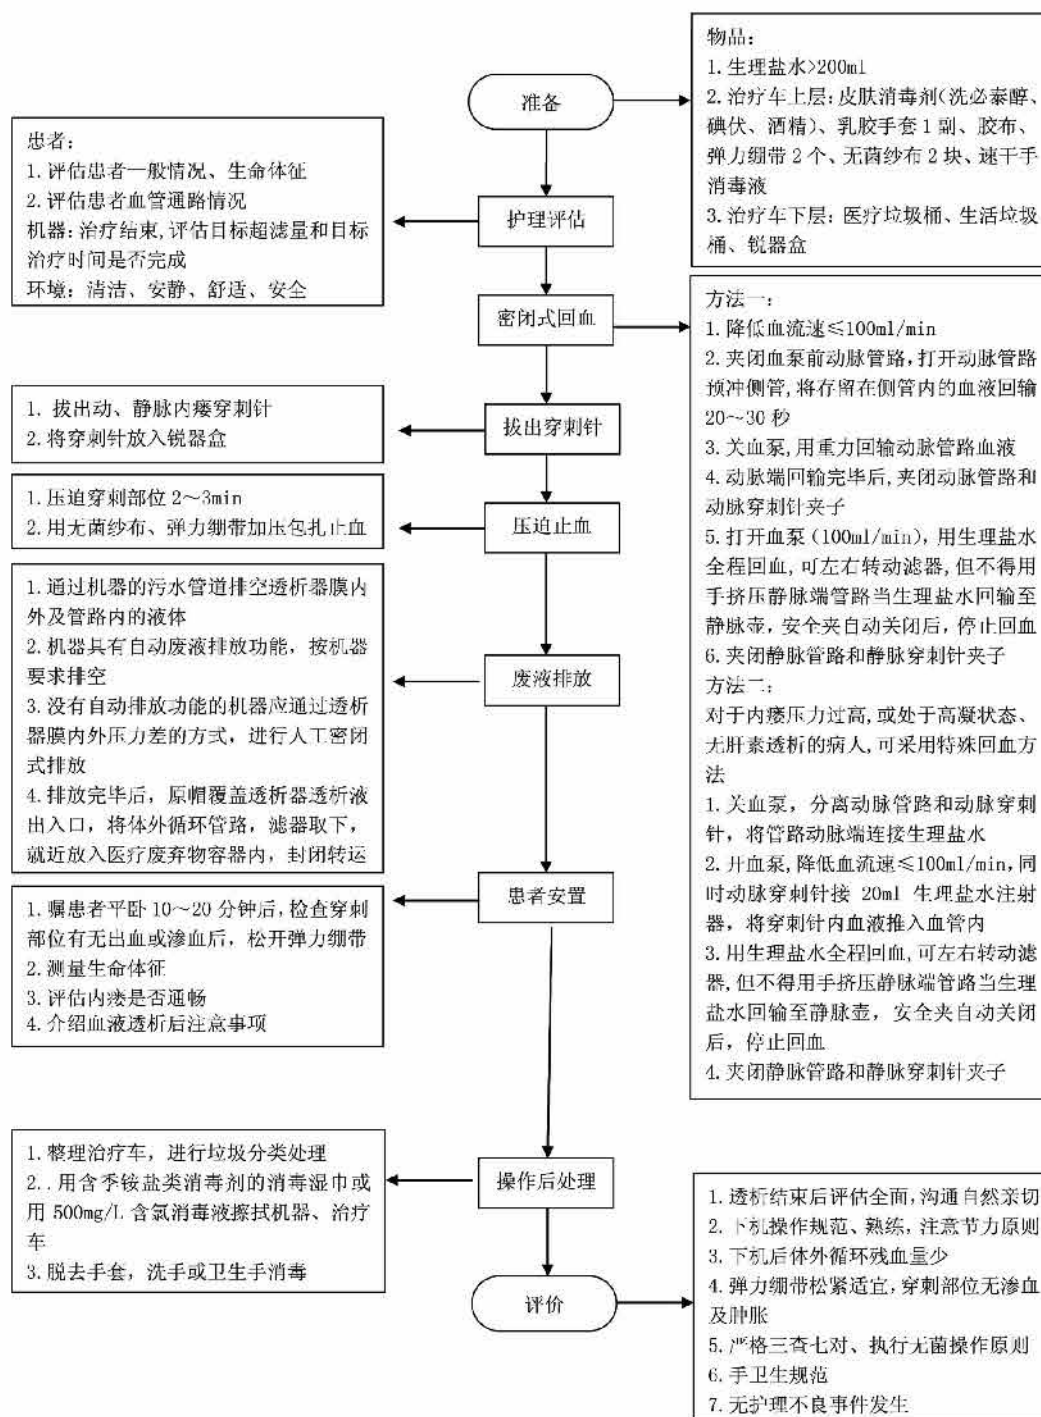 准备
物品：
1. 生理盐水>200ml
2. 治疗车上层：皮肤消毒剂（洗必泰醇、
碘伏、酒精）、乳胶手套 1 副、胶布、
弹力绷带 2 个、无菌纱布 2 块、速干手
消毒液
3. 治疗车下层：医疗垃圾桶、生活垃圾
桶、锐器盒
护理评估
患者：
1. 评估患者一般情况、生命体征
2. 评估患者血管通路情况
机器：治疗结束，评估目标超滤量和目标
治疗时间是否完成
环境：清洁、安静、舒适、安全
密闭式回血
方法一：
1. 降低血流速≤100ml/min
2. 夹闭血泵前动脉管路，打开动脉管路
预冲侧管，将存留在侧管内的血液回输
20～30 秒
3. 关血泵，用重力回输动脉管路血液
4. 动脉端回输完毕后，夹闭动脉管路和
动脉穿刺针夹子
5. 打开血泵（100ml/min），用生理盐水
全程回血，可左右转动滤器，但不得用
手挤压静脉端管路当生理盐水回输至
静脉壶，安全夹自动关闭后，停止回血
6. 夹闭静脉管路和静脉穿刺针夹子
方法二：
对于内瘘压力过高，或处于高凝状态、
无肝素透析的病人，可采用特殊回血方
法
1. 关血泵，分离动脉管路和动脉穿刺
针，将管路动脉端连接生理盐水
2. 开血泵，降低血流速≤100ml/min，同
时动脉穿刺针接 20ml 生理盐水注射
器，将穿刺针内血液推入血管内
3. 用生理盐水全程回血，可左右转动滤
器，但不得用手挤压静脉端管路当生理
盐水回输至静脉壶，安全夹自动关闭
后，停止回血
4. 夹闭静脉管路和静脉穿刺针夹子
拔出穿刺针
1. 拔出动、静脉内瘘穿刺针
2. 将穿刺针放入锐器盒
压迫止血
1. 压迫穿刺部位 2～3min
2. 用无菌纱布、弹力绷带加压包扎止血
废液排放
1. 通过机器的污水管道排空透析器膜内
外及管路内的液体
2. 机器具有自动废液排放功能，按机器
要求排空
3. 没有自动排放功能的机器应通过透析
器膜内外压力差的方式，进行人工密闭
式排放
4. 排放完毕后，原帽覆盖透析器透析液
出入口，将体外循环管路，滤器取下，
就近放入医疗废弃物容器内，封闭转运
患者安置
1. 嘱患者平卧 10～20 分钟后，检查穿刺
部位有无出血或渗血后，松开弹力绷带
2. 测量生命体征
3. 评估内瘘是否通畅
4. 介绍血液透析后注意事项
操作后处理
1. 整理治疗车，进行垃圾分类处理
2. . 用含季铵盐类消毒剂的消毒湿巾或
用 500mg/L 含氯消毒液擦拭机器、治疗
车
3. 脱去手套，洗手或卫生手消毒
评价
1. 透析结束后评估全面，沟通自然亲切
2. 下机操作规范、熟练，注意节力原则
3. 下机后体外循环残血量少
4. 弹力绷带松紧适宜，穿刺部位无渗血
及肿胀
5. 严格三查七对、执行无菌操作原则
6. 手卫生规范
7. 无护理不良事件发生